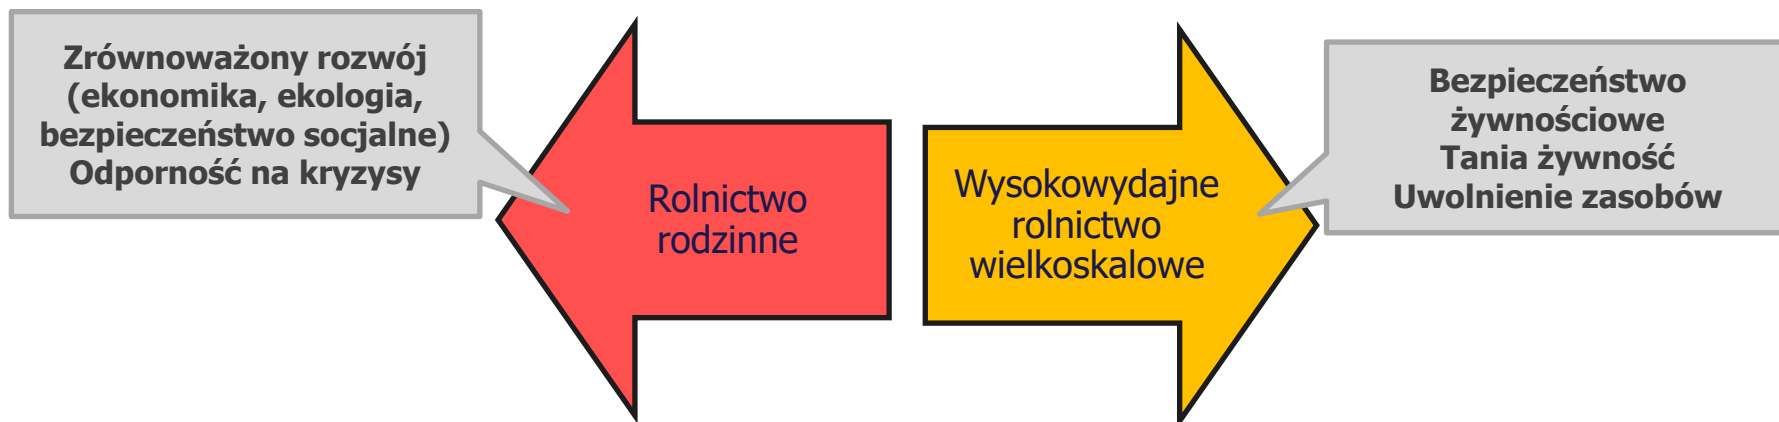 Zrównoważony rozwój
(ekonomika, ekologia,
bezpieczeństwo socjalne)
Odporność na kryzysy
Rolnictwo
rodzinne
Wysokowydajne
rolnictwo
wielkoskalowe
Bezpieczeństwo
żywnościowe
Tania żywność
Uwolnienie zasobów